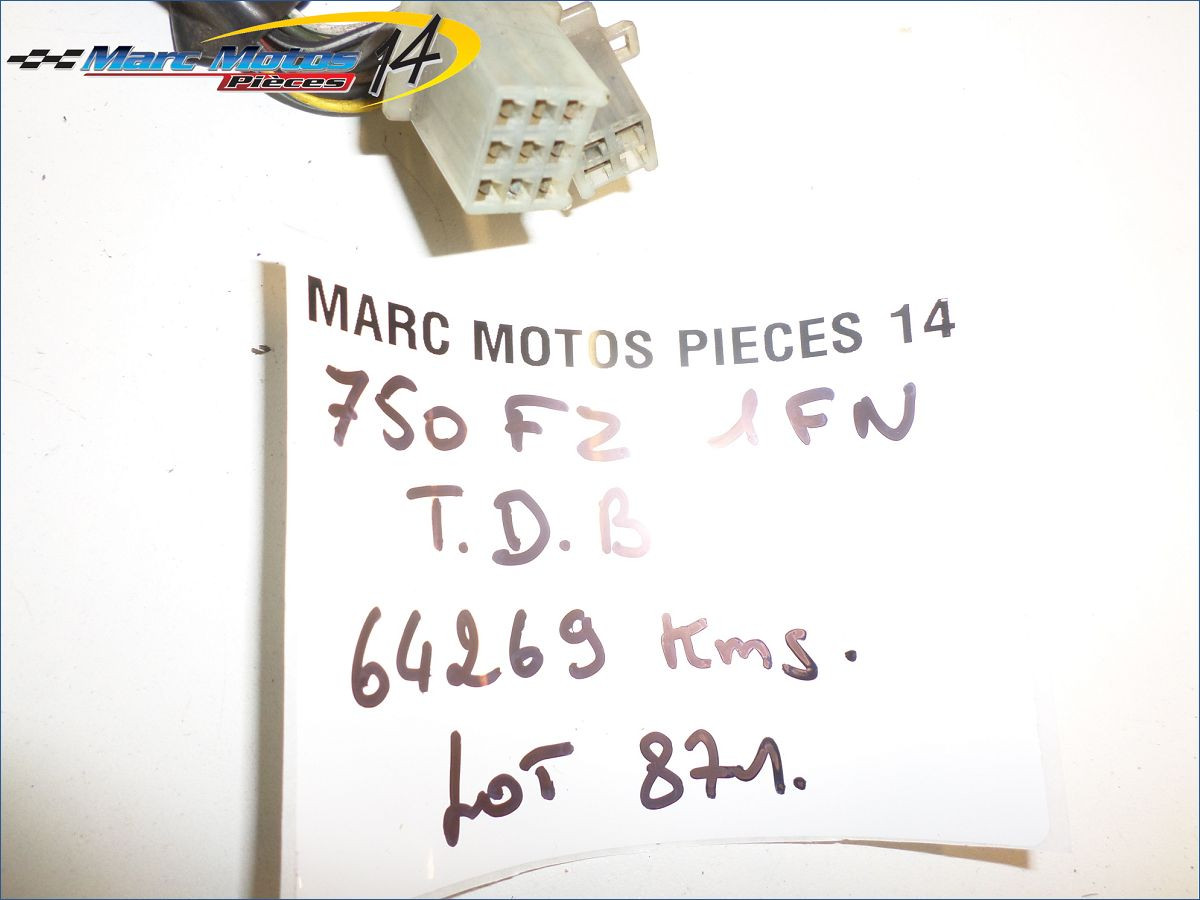 Marc Motos 14
Pièces
MARC MOTOS PIECES 14
750 FZ 1FN
T.D.B
64269 Kms.
LOT 871.